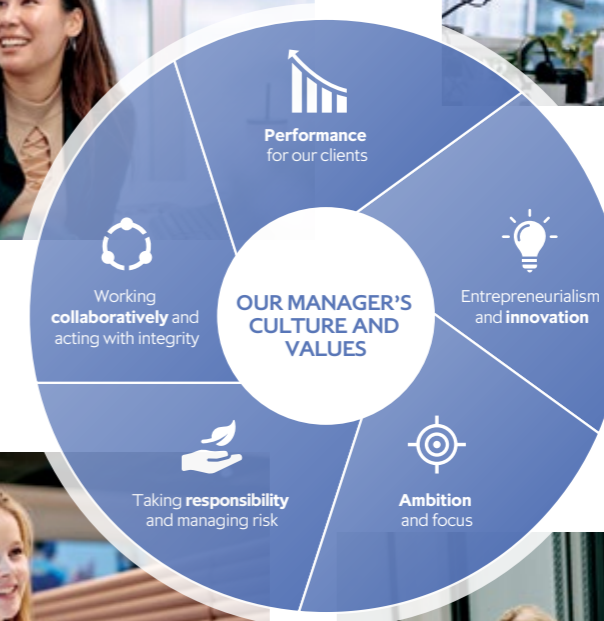 Performance
for our clients
Entrepreneurialism
and innovation
Ambition
and focus
Taking responsibility
and managing risk
Working
collaboratively and
acting with integrity
OUR MANAGER'S
CULTURE AND
VALUES